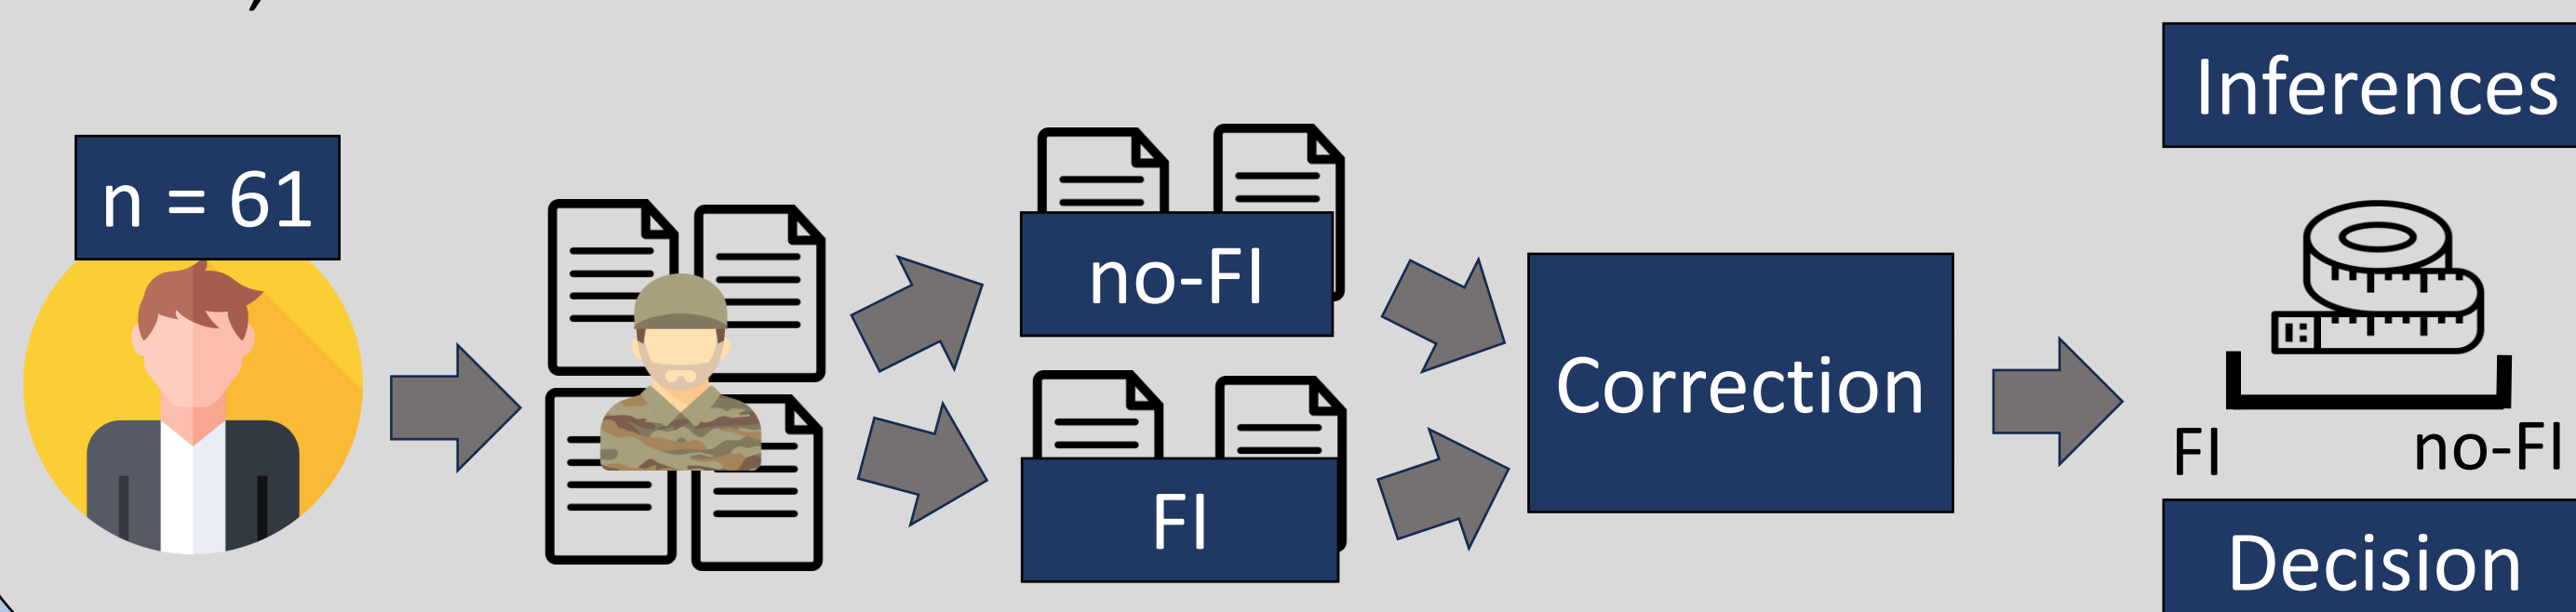 n = 61
no-FI
FI
Correction
Inferences
FI
no-FI
Decision